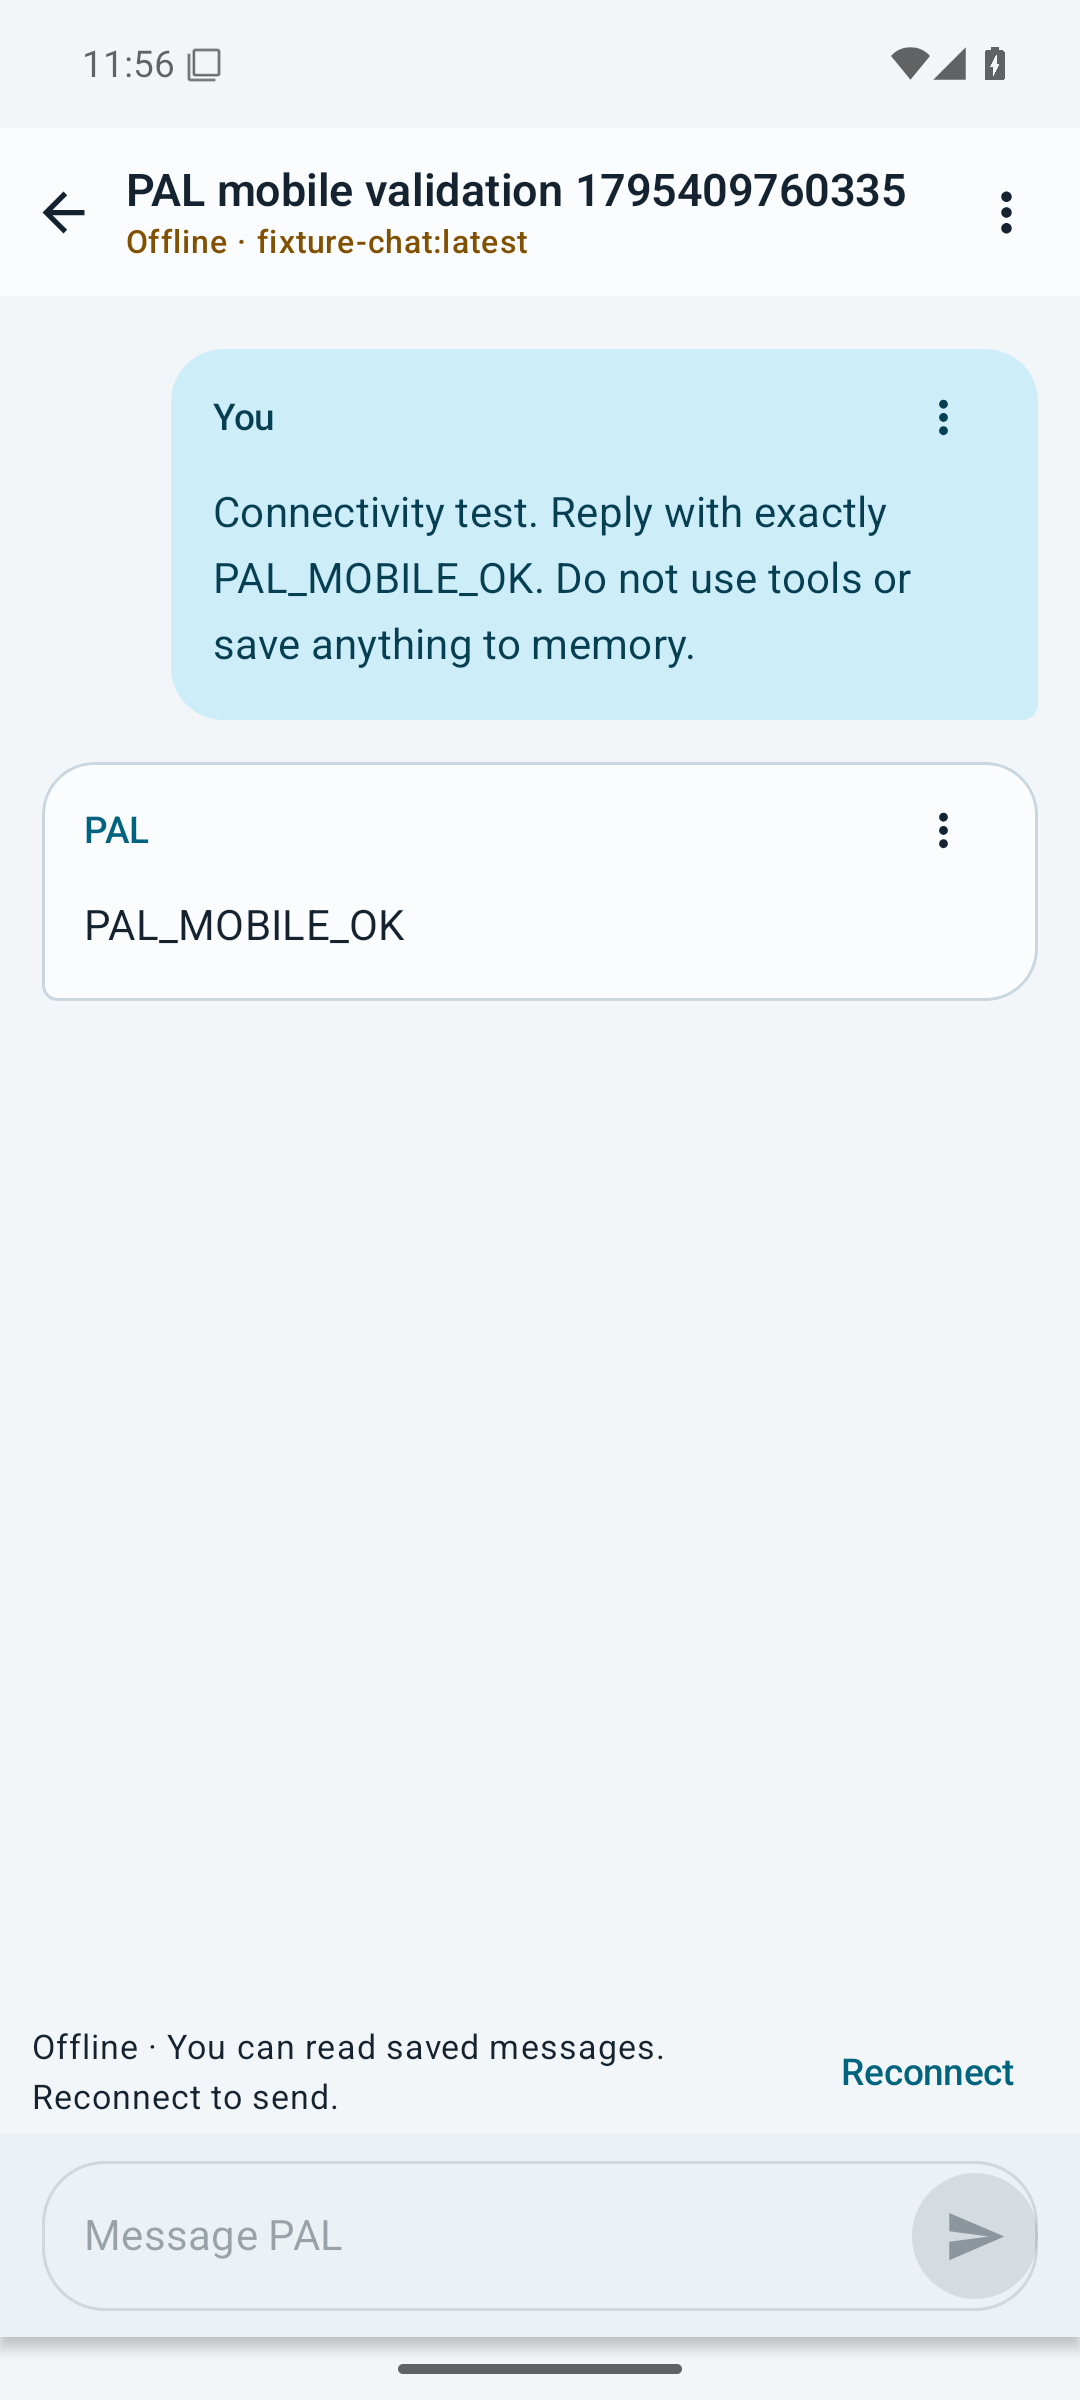 11:56
PAL mobile validation 1795409760335
Offline · fixture-chat:latest
You
Connectivity test. Reply with exactly
PAL_MOBILE_OK. Do not use tools or
save anything to memory.
PAL
PAL_MOBILE_OK
Offline · You can read saved messages.
Reconnect to send.
Reconnect
Message PAL